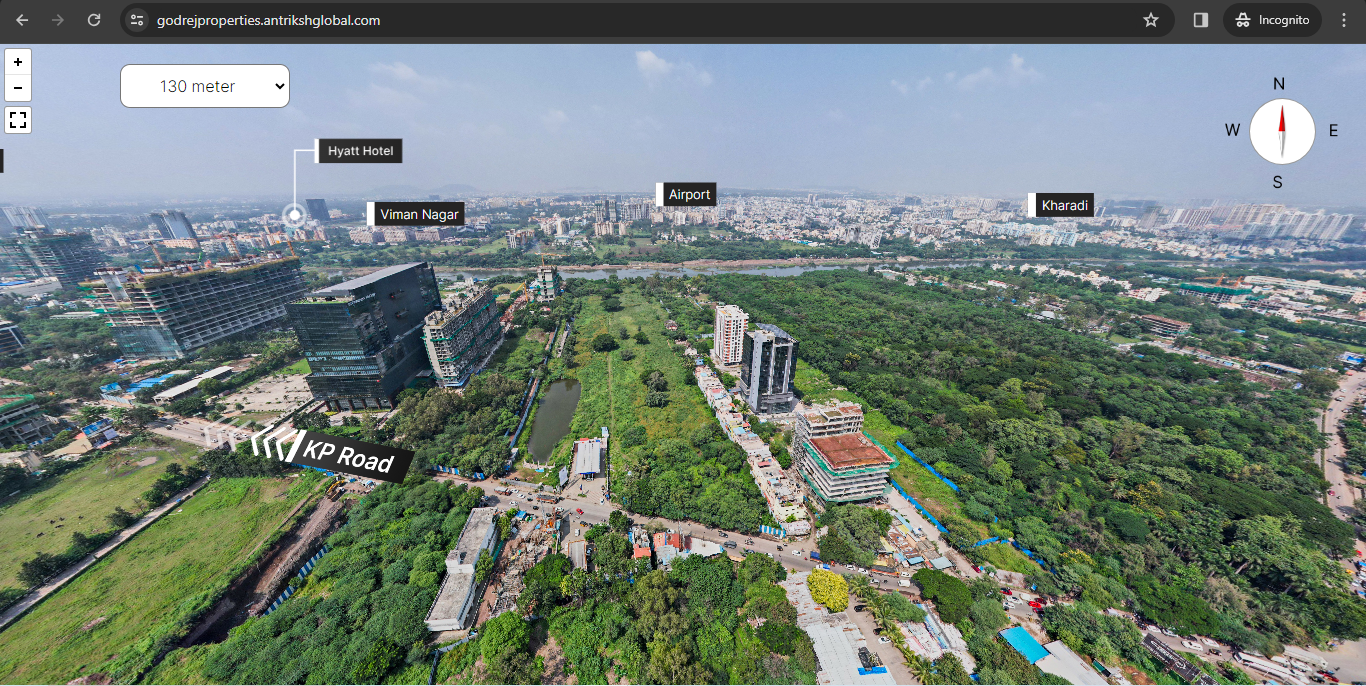 godrejproperties.antrikshglobal.com
Incognito
+
-
130 meter
N
W
E
S
Hyatt Hotel
Viman Nagar
Airport
Kharadi
KP Road